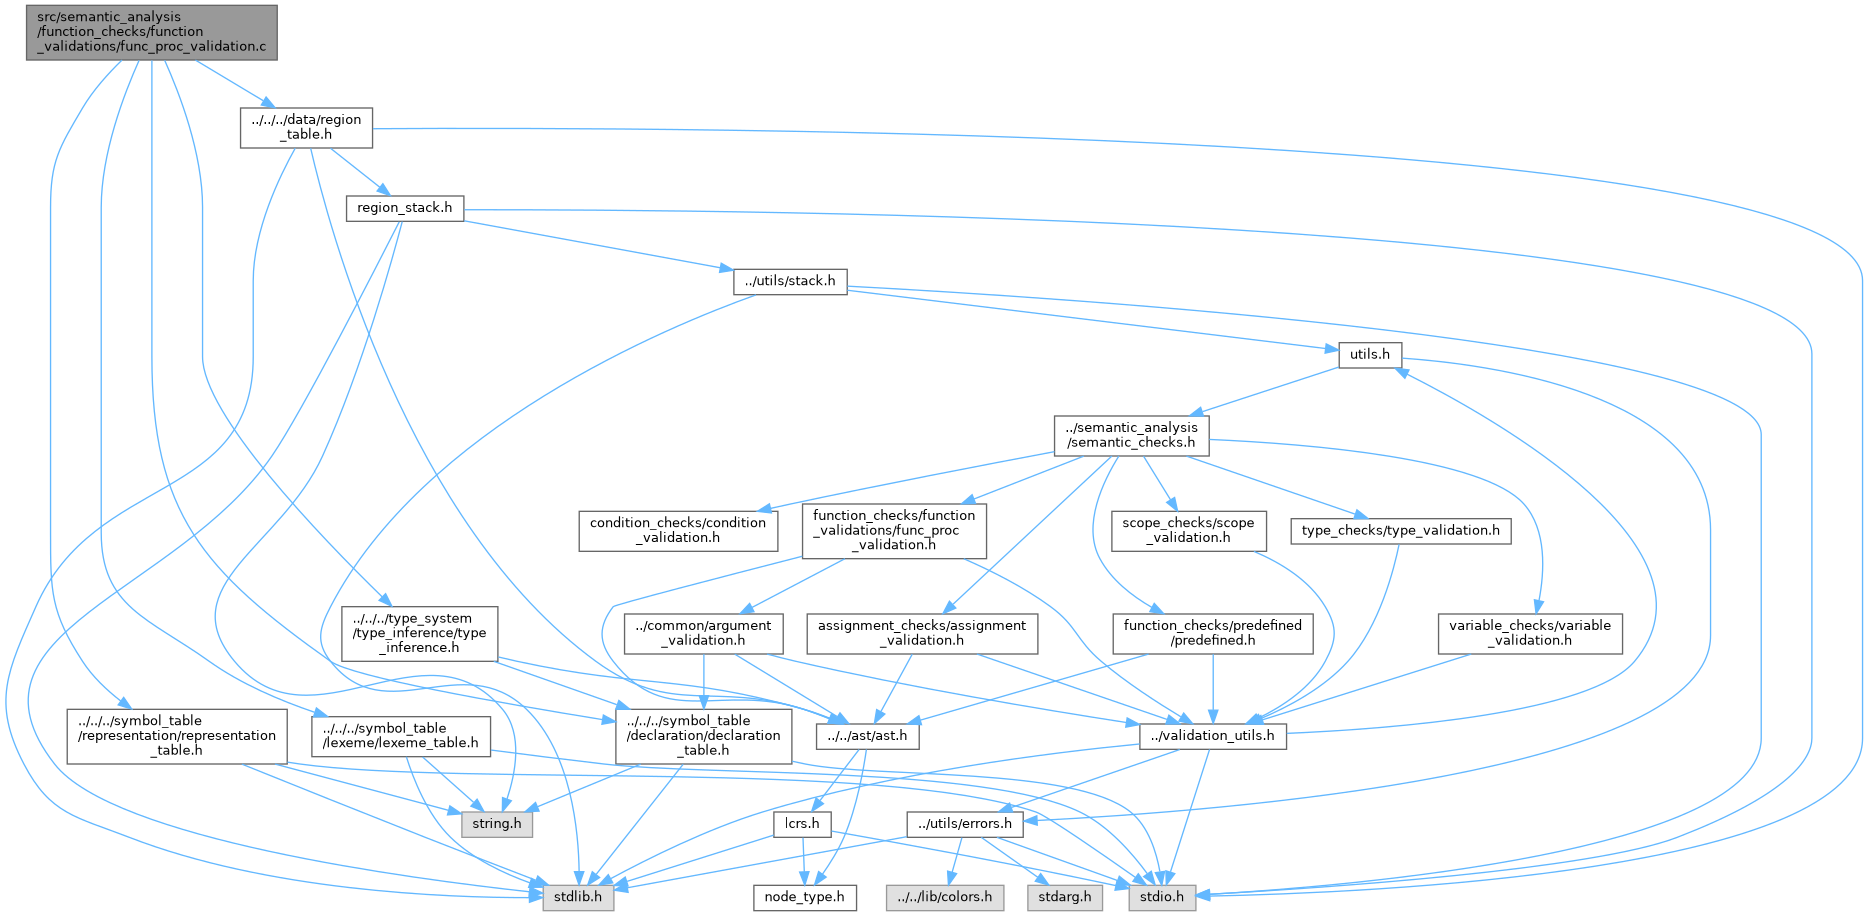 src/semantic_analysis
/function_checks/function
_validations/func_proc_validation.c
../../../data/region
_table.h
region_stack.h
../utils/stack.h
utils.h
../semantic_analysis
/semantic_checks.h
condition_checks/condition
_validation.h
function_checks/function
_validations/func_proc
_validation.h
scope_checks/scope
_validation.h
type_checks/type_validation.h
../../../type_system
/type_inference/type
_inference.h
../common/argument
_validation.h
assignment_checks/assignment
_validation.h
function_checks/predefined
/predefined.h
variable_checks/variable
_validation.h
../../../symbol_table
/representation/representation
_table.h
../../../symbol_table
/lexeme/lexeme_table.h
../../../symbol_table
/declaration/declaration
_table.h
../../ast/ast.h
../validation_utils.h
string.h
lcrs.h
../utils/errors.h
stdlib.h
node_type.h
../../lib/colors.h
stdarg.h
stdio.h